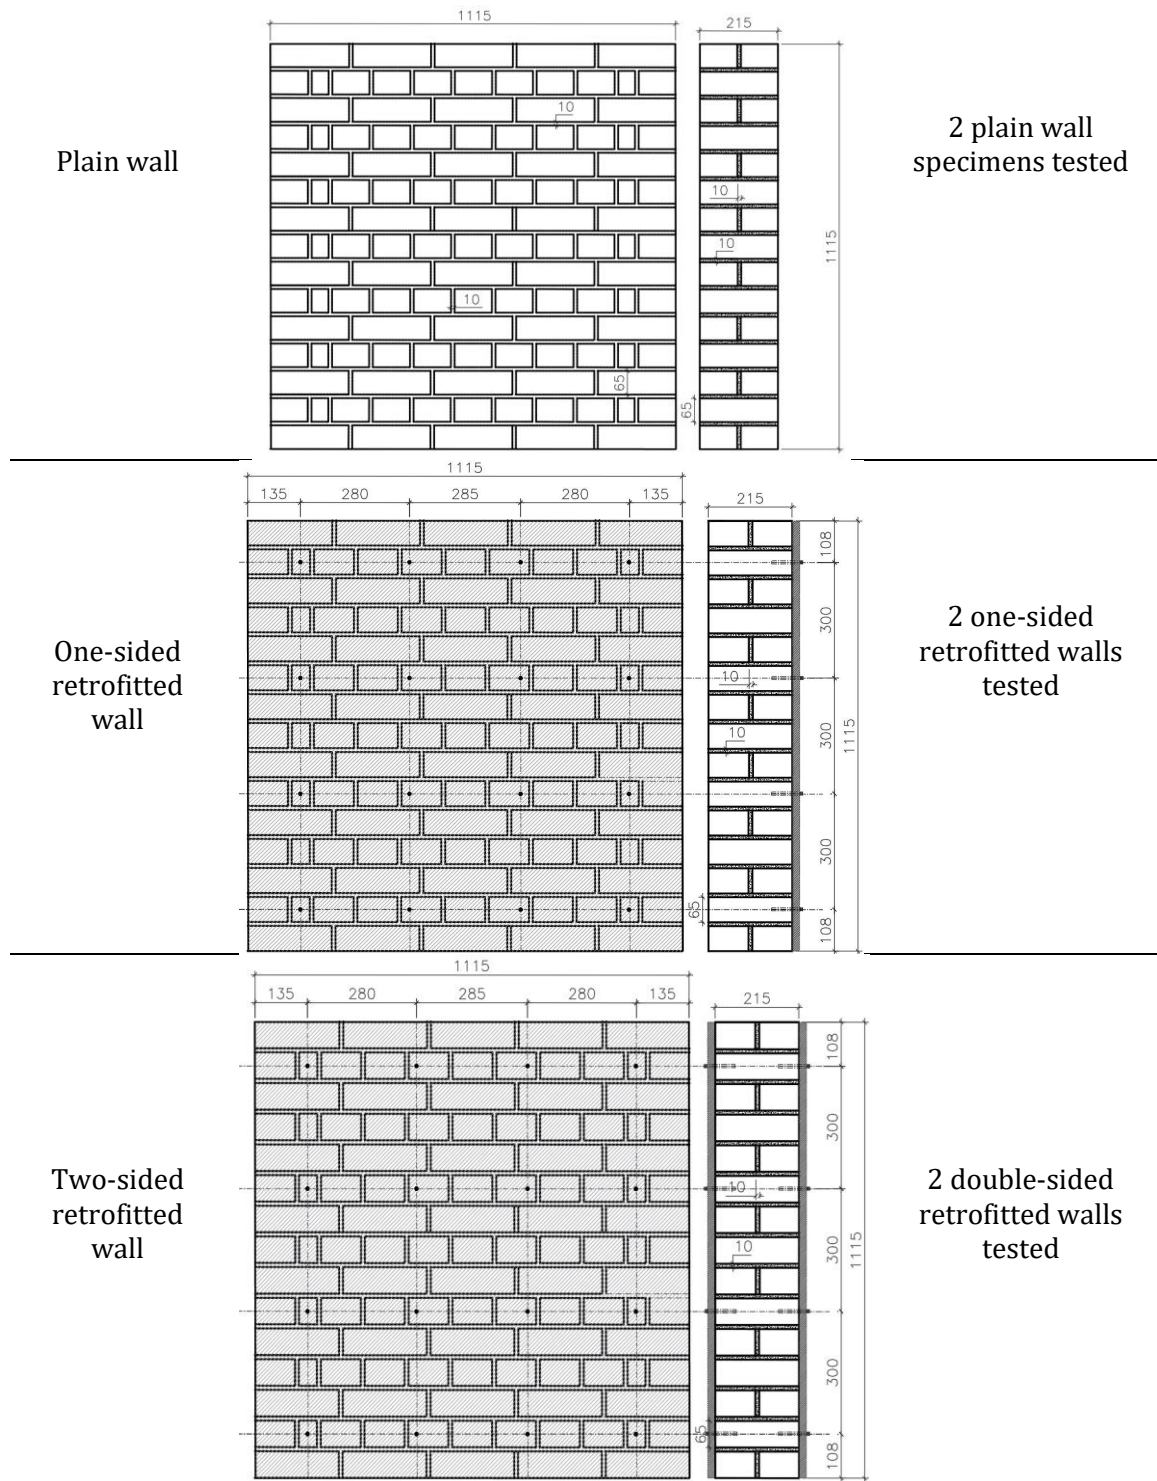 1115
215
Plain wall
10
10
10
10
65
65
1115
2 plain wall
specimens tested
1115
135
280
285
280
135
215
One-sided
retrofitted
wall
10
10
65
108
300
300
300
108
1115
2 one-sided
retrofitted walls
tested
1115
135
280
285
280
135
215
Two-sided
retrofitted
wall
10
10
65
108
300
300
300
108
1115
2 double-sided
retrofitted walls
tested